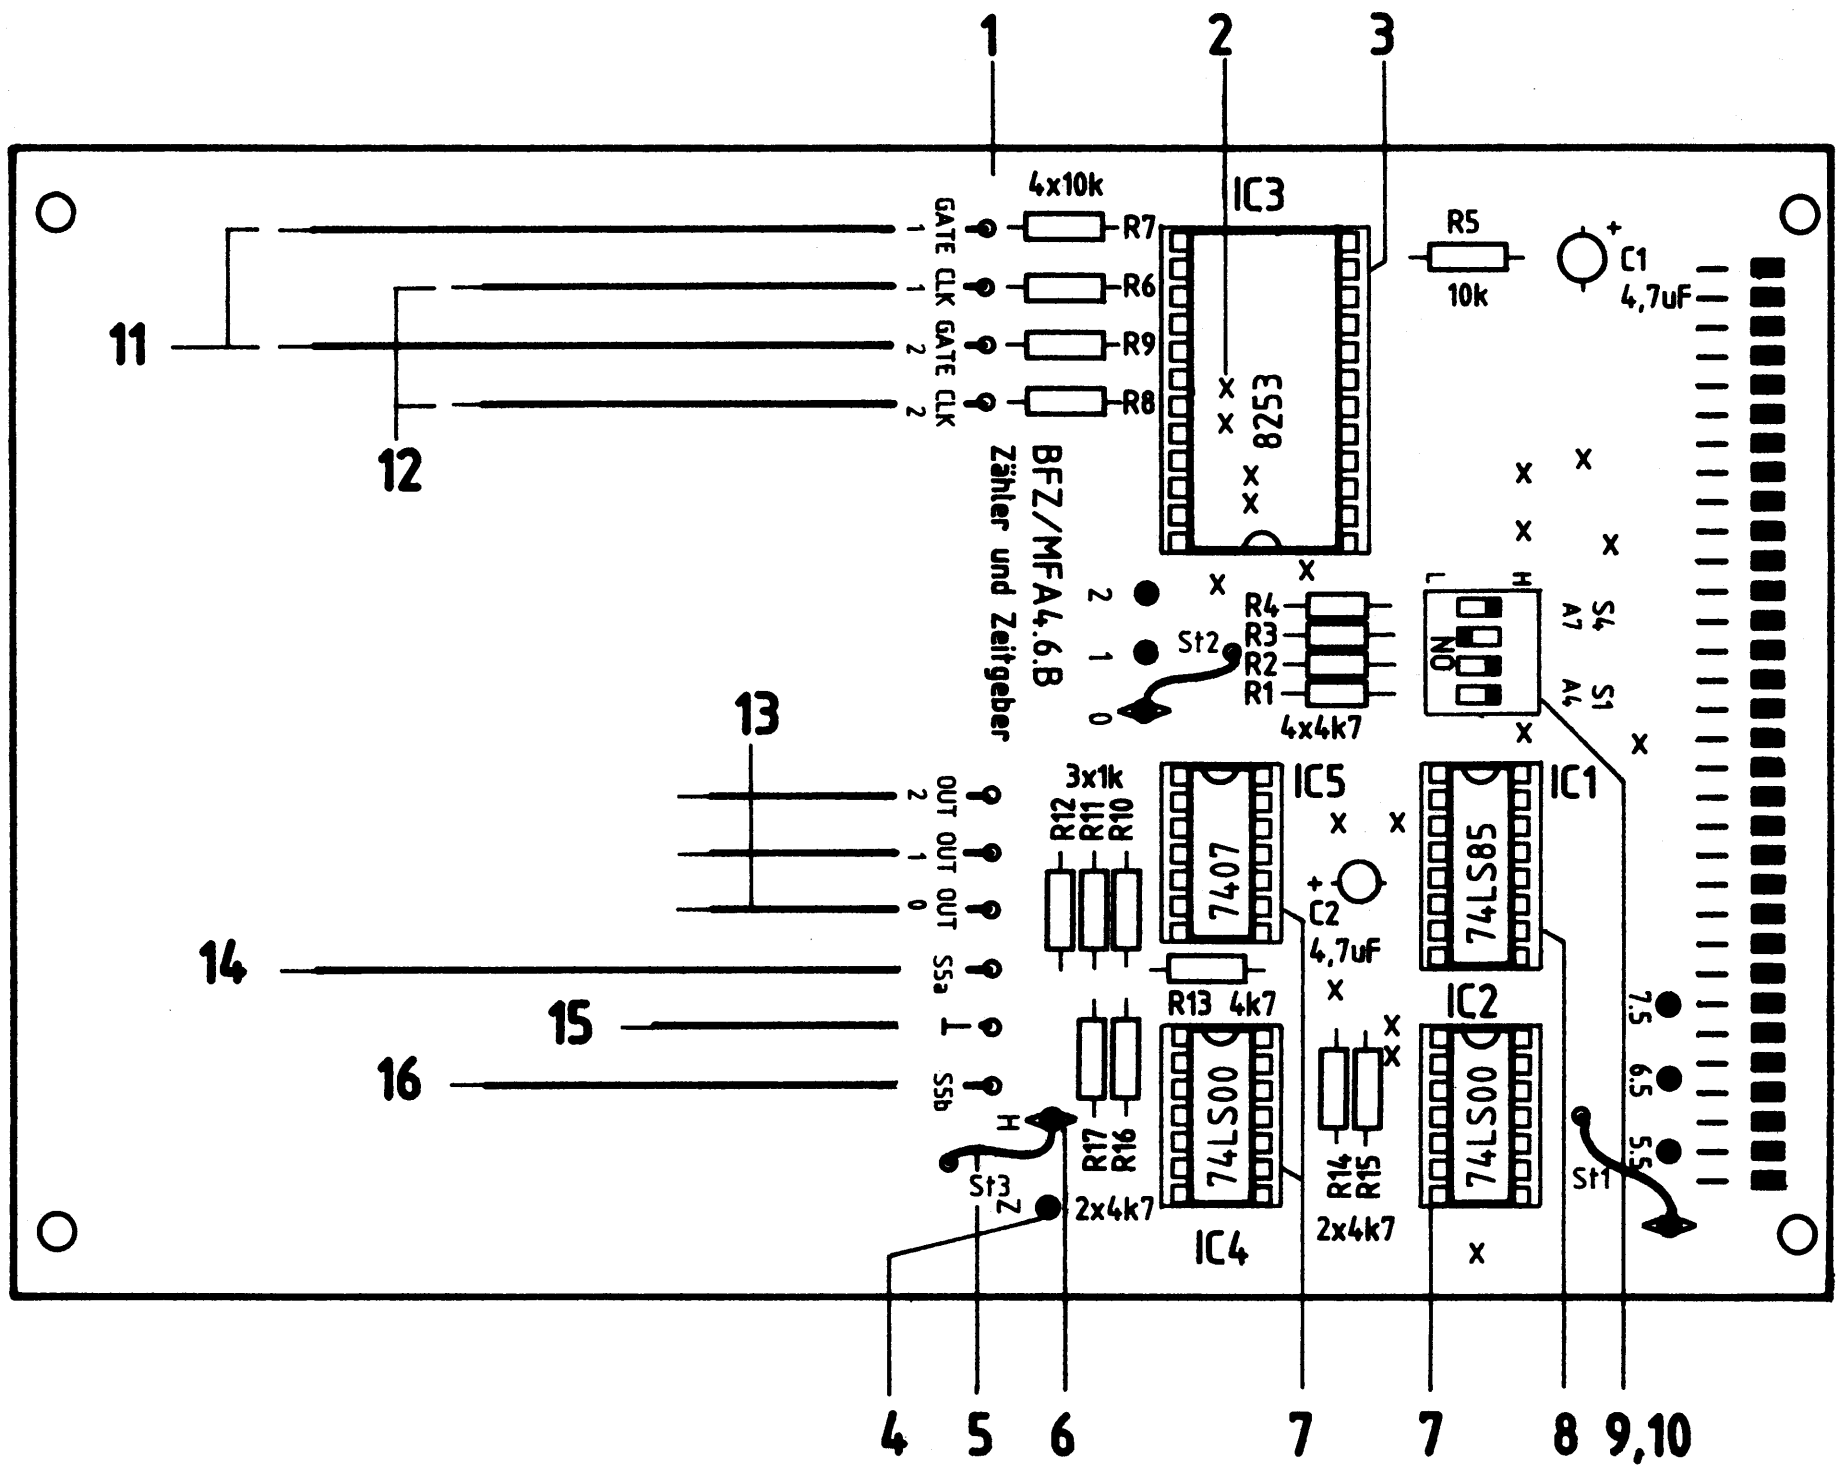 1
2
3
4x10k
IC3
GATE 1
R7
R5
C1
+
10k
4,7uF
CLK 1
R6
11
GATE 2
R9
CLK 2
R8
8253
12
BFZ/MFA4.6.B
Zähler und Zeitgeber
X
X
X
X
X
X
X
X
X
X
L
H
2
1
0
St2
R4
R3
R2
R1
4x4k7
NO
S4
A7
S1
A4
X
X
13
3x1k
IC5
IC1
OUT 2
OUT 1
OUT 0
R12
R11
R10
7407
X
X
+
C2
4,7uF
74LS85
14
S5a
X
15
R13 4k7
IC2
7.5
X
X
16
S5b
H
R17
R16
74LS00
R14
R15
74LS00
6.5
5.5
St3
Z
2x4k7
St1
2x4k7
IC4
X
4
5
6
7
7
8
9,10